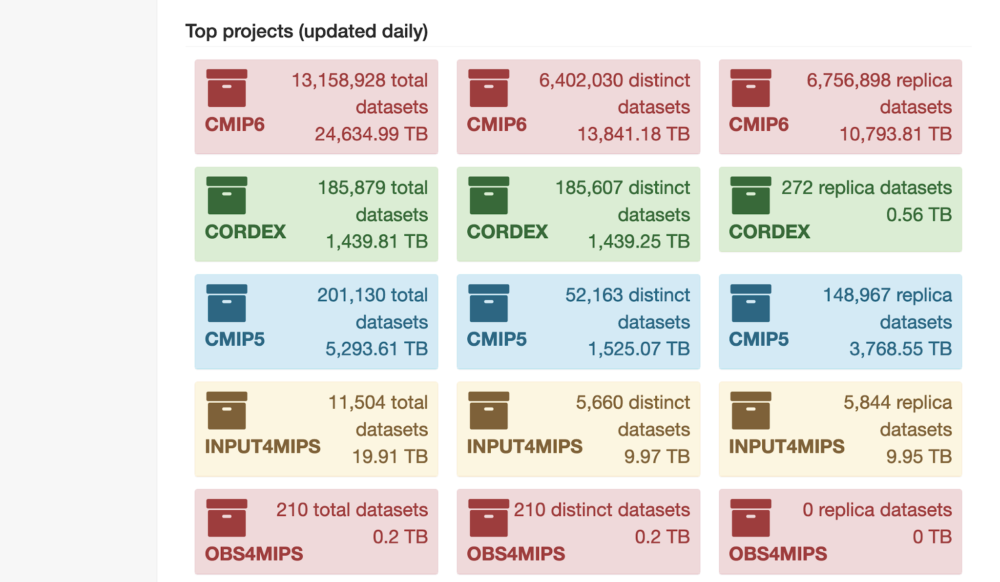 Top projects (updated daily)
13,158,928 total
datasets
CMIP6
24,634.99 TB
6,402,030 distinct
datasets
CMIP6
13,841.18 TB
6,756,898 replica
datasets
CMIP6
10,793.81 TB
185,879 total
datasets
CORDEX
1,439.81 TB
185,607 distinct
datasets
CORDEX
1,439.25 TB
272 replica datasets
0.56 TB
CORDEX
201,130 total
datasets
CMIP5
5,293.61 TB
52,163 distinct
datasets
CMIP5
1,525.07 TB
148,967 replica
datasets
CMIP5
3,768.55 TB
11,504 total
datasets
INPUT4MIPS
19.91 TB
5,660 distinct
datasets
INPUT4MIPS
9.97 TB
5,844 replica
datasets
INPUT4MIPS
9.95 TB
210 total datasets
0.2 TB
OBS4MIPS
210 distinct datasets
0.2 TB
OBS4MIPS
0 replica datasets
0 TB
OBS4MIPS